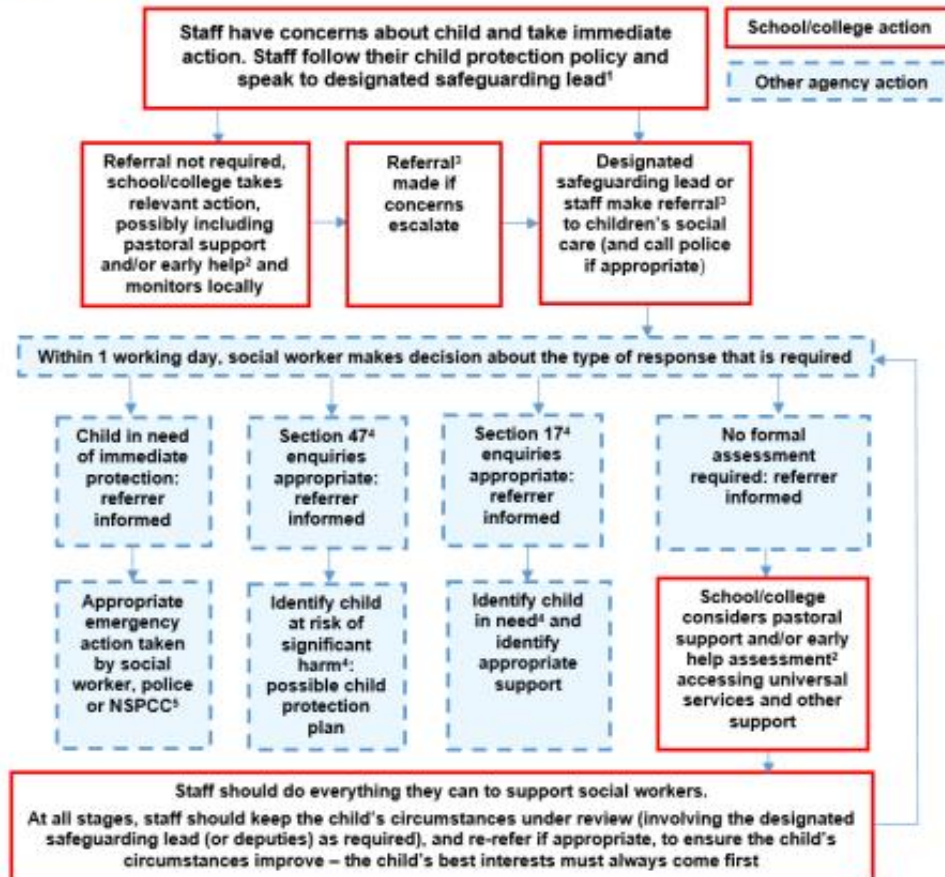 Staff have concerns about child and take immediate
action. Staff follow their child protection policy and
speak to designated safeguarding lead¹
School/college action
Other agency action
Referral not required,
school/college takes
relevant action,
possibly including
pastoral support
and/or early help² and
monitors locally
Referral³
made if
concerns
escalate
Designated
safeguarding lead or
staff make referral³
to children's social
care (and call police
if appropriate)
Within 1 working day, social worker makes decision about the type of response that is required
Child in need
of immediate
protection:
referrer
informed
Section 47⁴
enquiries
appropriate:
referrer
informed
Section 17⁴
enquiries
appropriate:
referrer
informed
No formal
assessment
required: referrer
informed
Appropriate
emergency
action taken
by social
worker, police
or NSPCC⁵
Identify child
at risk of
significant
harm⁴:
possible child
protection
plan
Identify child
in need⁴ and
identify
appropriate
support
School/college
considers pastoral
support and/or early
help assessment²
accessing universal
services and other
support
Staff should do everything they can to support social workers.
At all stages, staff should keep the child's circumstances under review (involving the designated
safeguarding lead (or deputies) as required), and re-refer if appropriate, to ensure the child's
circumstances improve – the child's best interests must always come first